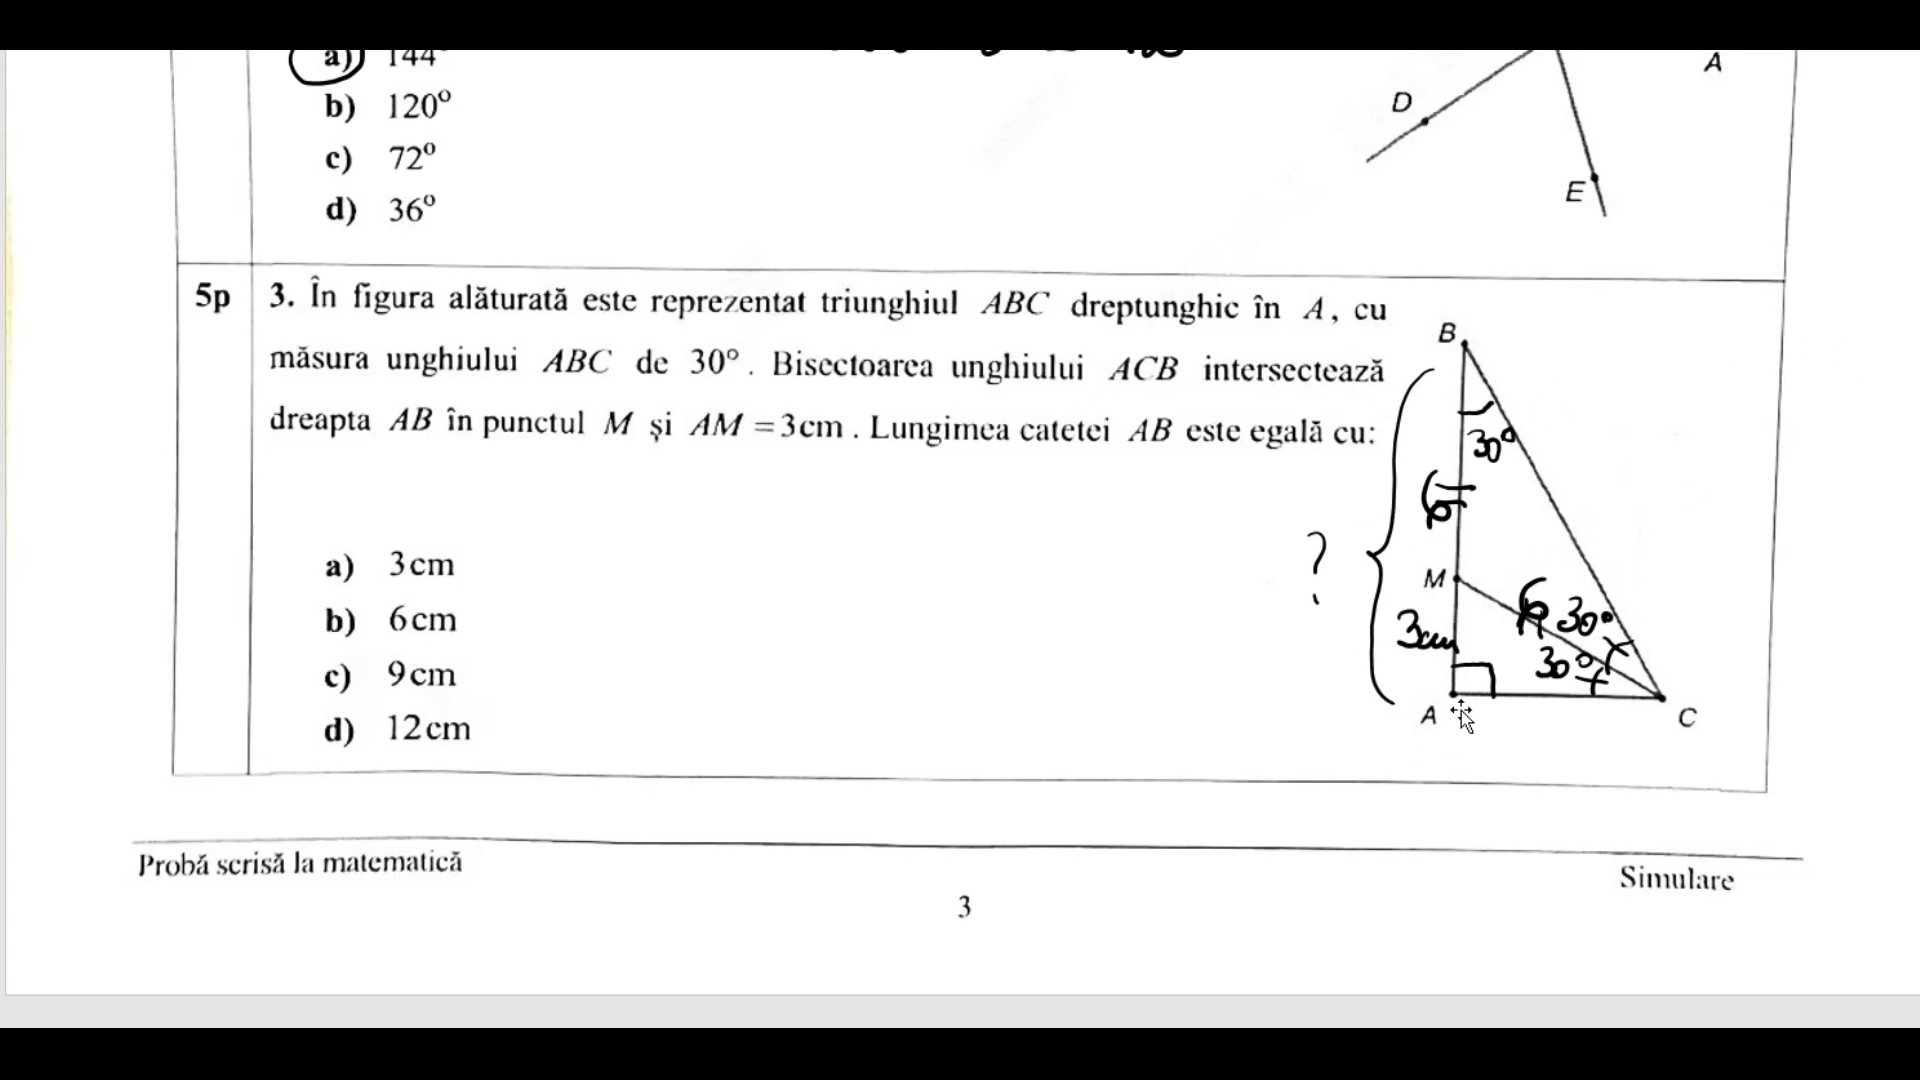 a) 144°
A
b) 120°
D
c) 72°
E
d) 36°
5p 3. În figura alăturată este reprezentat triunghiul ABC dreptunghic în A, cu
măsura unghiului ABC de 30°. Bisectoarea unghiului ACB intersectează
dreapta AB în punctul M și AM = 3cm. Lungimea catetei AB este egală cu:
B
30°
6
M
?
6 30°
3cm
30°
A
C
a) 3cm
b) 6cm
c) 9cm
d) 12cm
Probă scrisă la matematică
Simulare
3